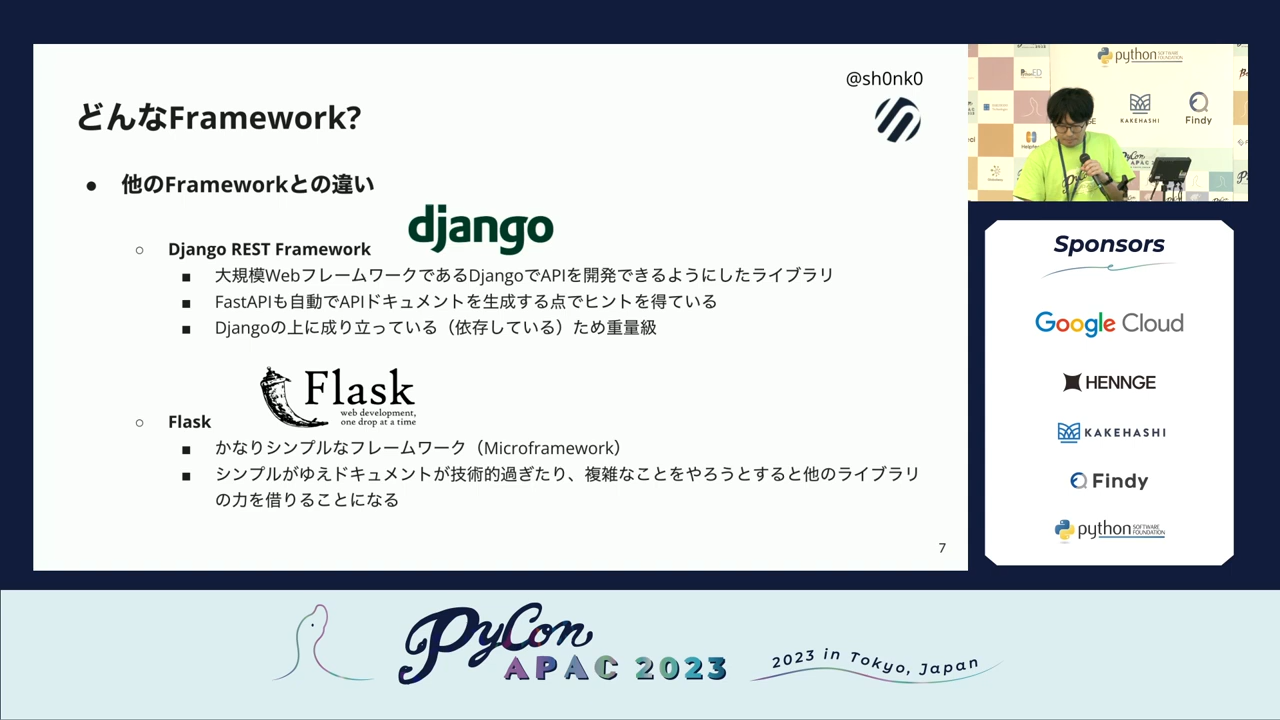 @sh0nk0
どんなFramework?
● 他のFrameworkとの違い
django
○ Django REST Framework
■ 大規模WebフレームワークであるDjangoでAPIを開発できるようにしたライブラリ
■ FastAPIも自動でAPIドキュメントを生成する点でヒントを得ている
■ Djangoの上に成り立っている（依存している）ため重量級
Flask
web development,
one drop at a time
○ Flask
■ かなりシンプルなフレームワーク（Microframework）
■ シンプルがゆえドキュメントが技術的過ぎたり、複雑なことをやろうとすると他のライブラリ
の力を借りることになる
7
python SOFTWARE FOUNDATION
KAKEHASHI
Findy
PyCon
APAC
Sponsors
Google Cloud
HENNGE
KAKEHASHI
Findy
python SOFTWARE FOUNDATION
PyCon
APAC 2023
2023 in Tokyo, Japan